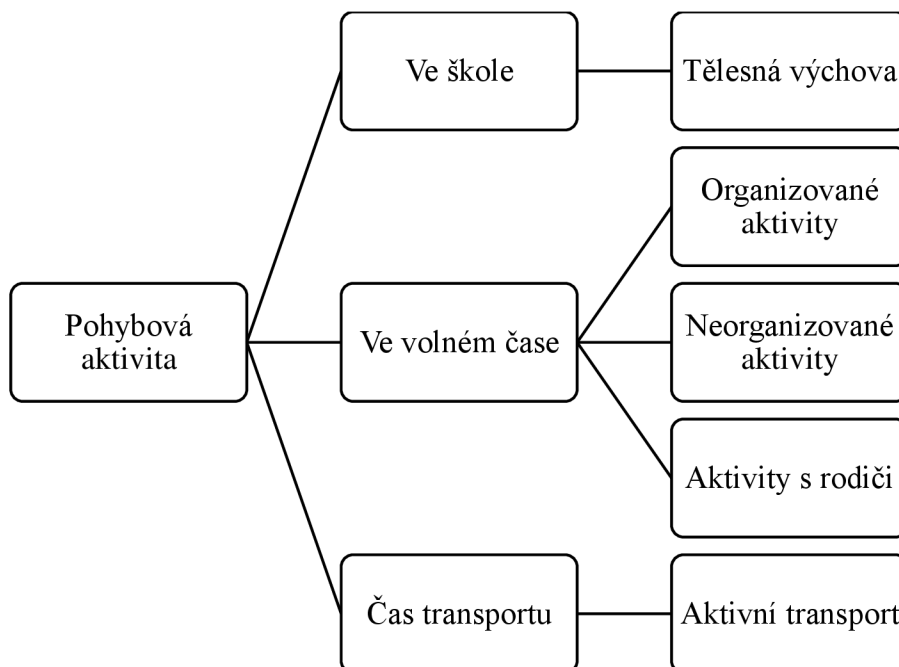 Ve škole
Tělesná výchova
Organizované
aktivity
Pohybová
aktivita
Ve volném čase
Neorganizované
aktivity
Aktivity s rodiči
Čas transportu
Aktivní transport